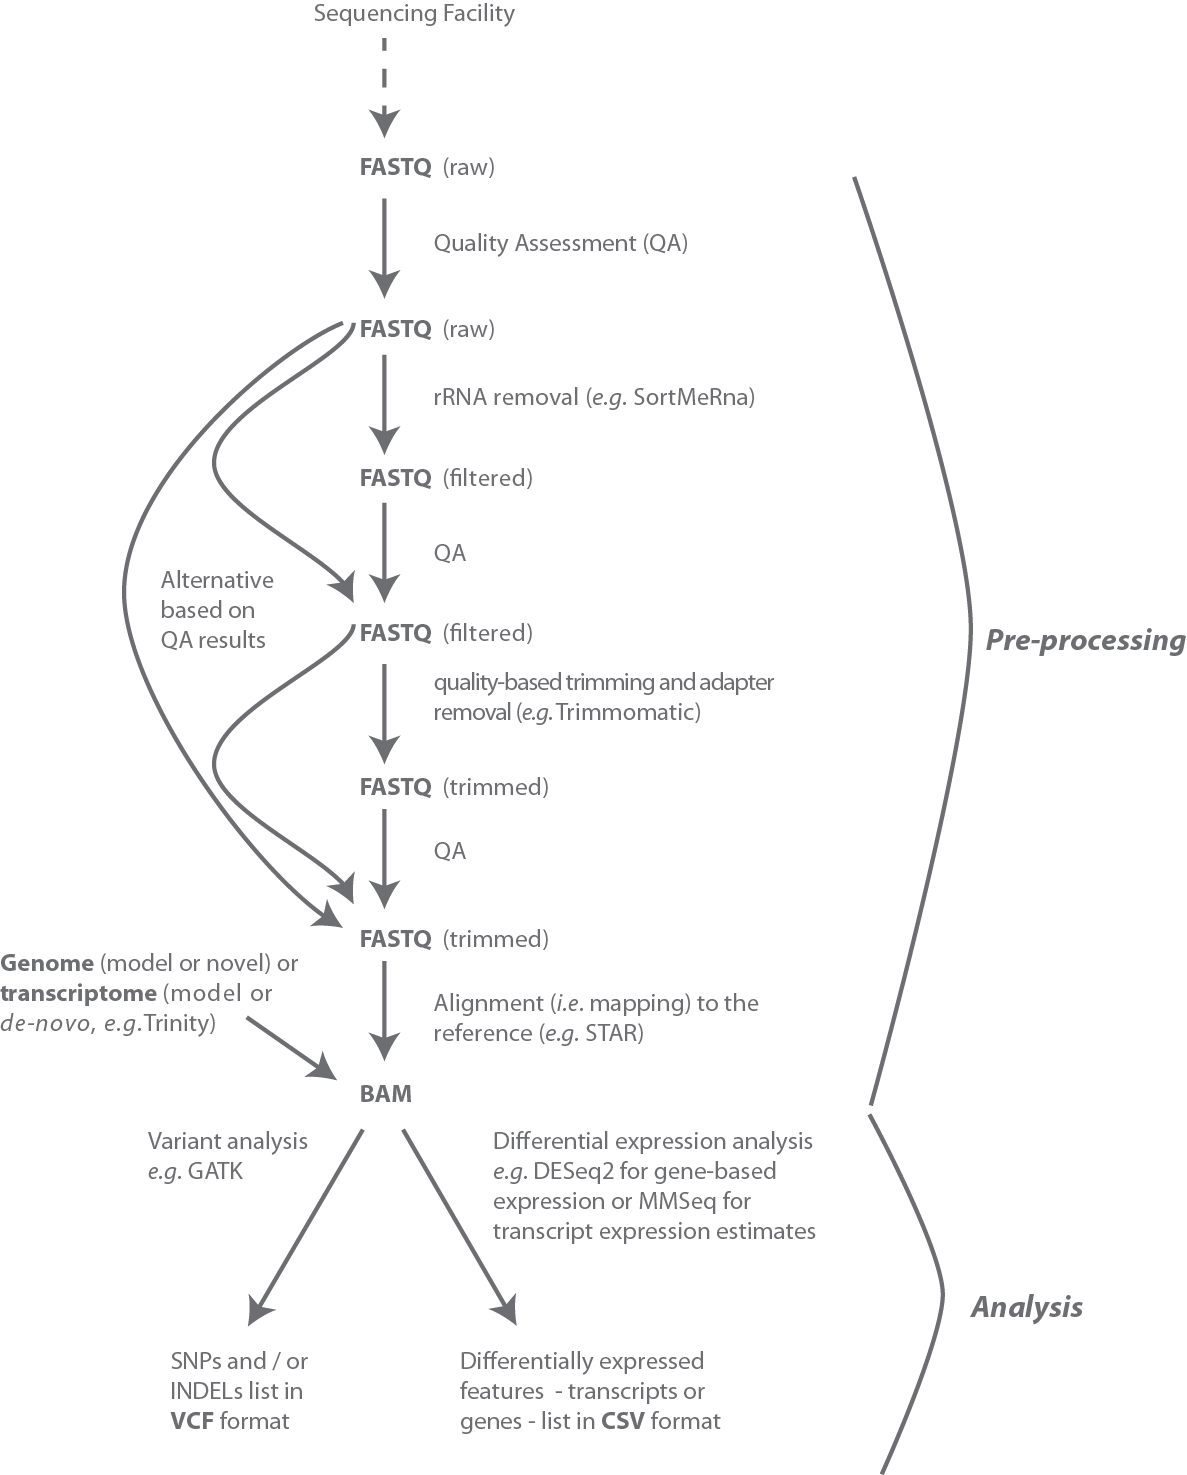 Sequencing Facility
FASTQ (raw)
Quality Assessment (QA)
FASTQ (raw)
rRNA removal (e.g. SortMeRna)
FASTQ (filtered)
QA
Alternative
based on
QA results
FASTQ (filtered)
Pre-processing
quality-based trimming and adapter
removal (e.g. Trimmomatic)
FASTQ (trimmed)
QA
FASTQ (trimmed)
Genome (model or novel) or
transcriptome (model or
de-novo, e.g. Trinity)
Alignment (i.e. mapping) to the
reference (e.g. STAR)
BAM
Variant analysis
e.g. GATK
Differential expression analysis
e.g. DESeq2 for gene-based
expression or MMSeq for
transcript expression estimates
Analysis
SNPs and / or
INDELs list in
VCF format
Differentially expressed
features - transcripts or
genes - list in CSV format